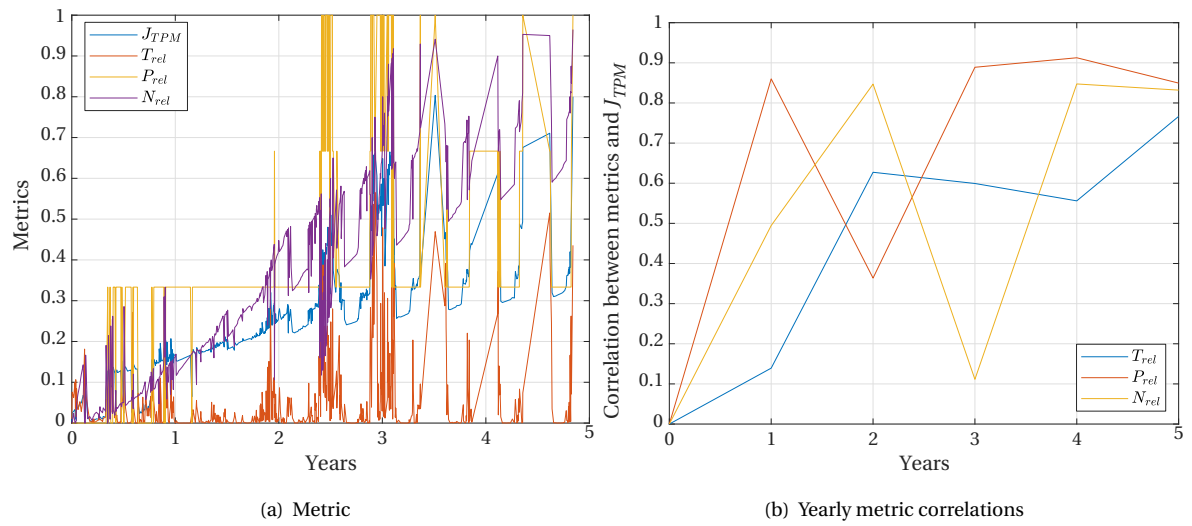 1
0.9
0.8
0.7
0.6
0.5
0.4
0.3
0.2
0.1
0
Metrics
J_TPM
T_rel
P_rel
N_rel
0 1 2 3 4 5
Years
(a) Metric
1
0.9
0.8
0.7
0.6
0.5
0.4
0.3
0.2
0.1
0
Correlation between metrics and J_TPM
T_rel
P_rel
N_rel
0 1 2 3 4 5
Years
(b) Yearly metric correlations